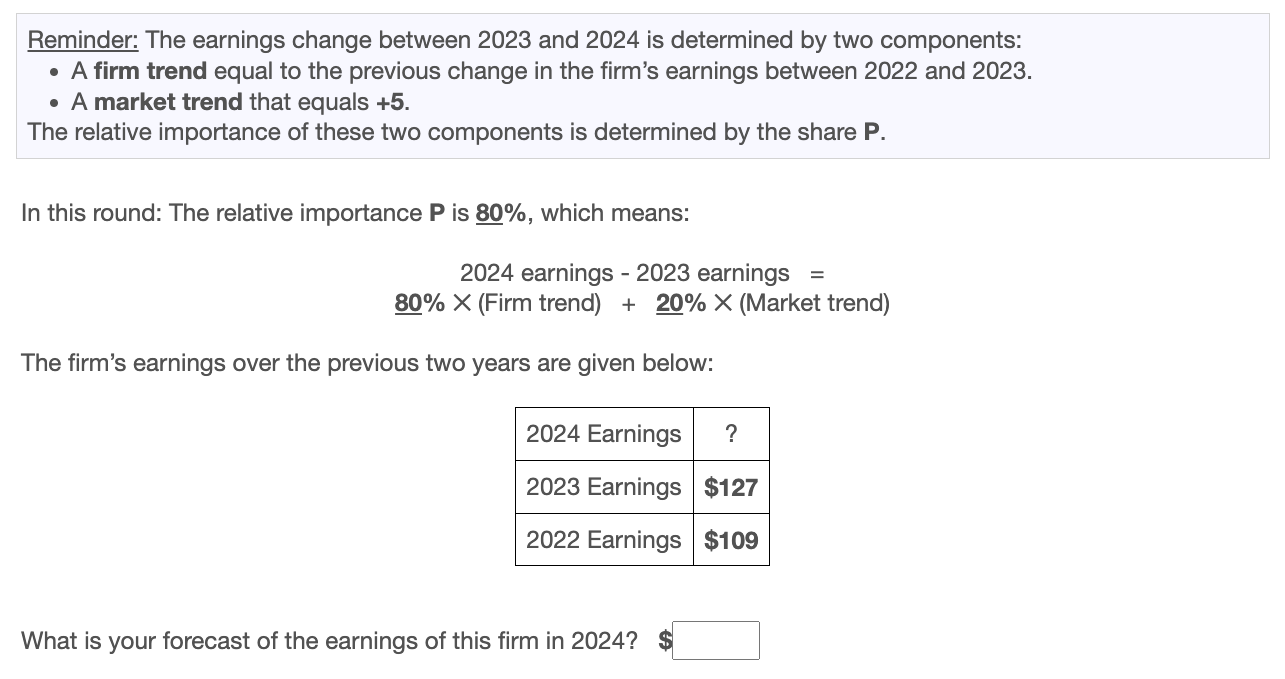 Reminder: The earnings change between 2023 and 2024 is determined by two components:
• A firm trend equal to the previous change in the firm’s earnings between 2022 and 2023.
• A market trend that equals +5.
The relative importance of these two components is determined by the share P.
In this round: The relative importance P is 80%, which means:
2024 earnings - 2023 earnings =
80% × (Firm trend) + 20% × (Market trend)
The firm’s earnings over the previous two years are given below:
2024 Earnings ?
2023 Earnings $127
2022 Earnings $109
What is your forecast of the earnings of this firm in 2024? $